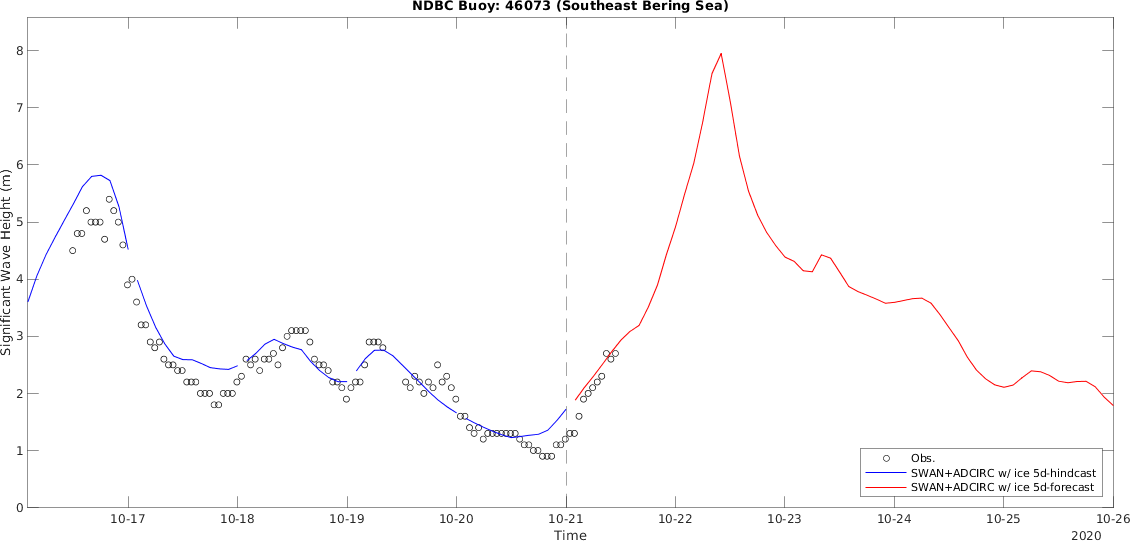 NDBC Buoy: 46073 (Southeast Bering Sea)
Significant Wave Height (m)
8
7
6
5
4
3
2
1
0
Obs.
SWAN+ADCIRC w/ ice 5d-hindcast
SWAN+ADCIRC w/ ice 5d-forecast
10-17 10-18 10-19 10-20 10-21 10-22 10-23 10-24 10-25 10-26
Time
2020